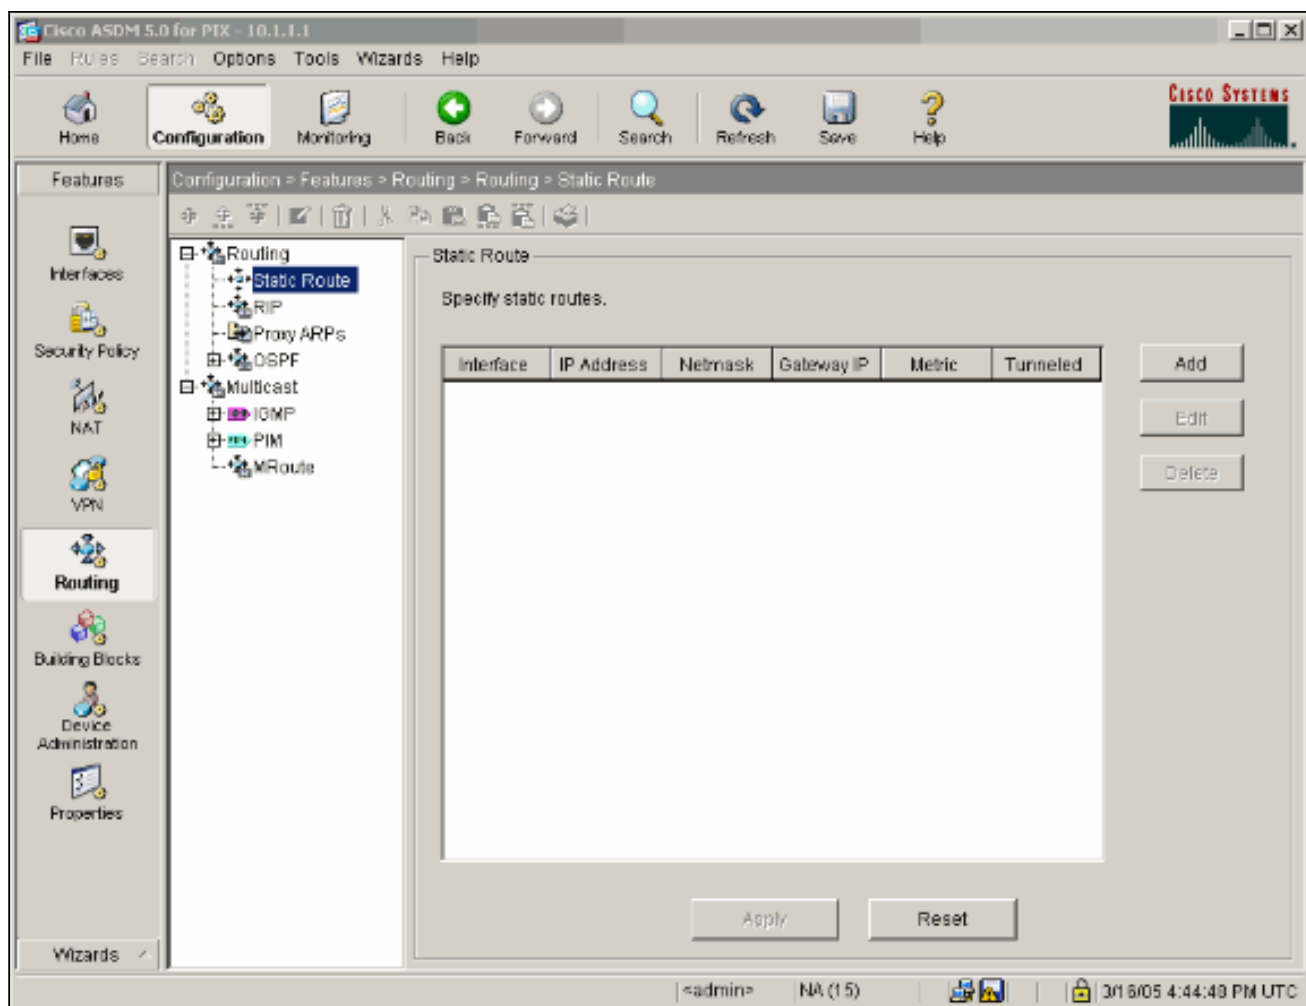 Cisco ASDM 5.0 for PIX - 10.1.1.1
File Rules Search Options Tools Wizards Help
Home Configuration Monitoring Back Forward Search Refresh Save Help
CISCO SYSTEMS
Features
Configuration > Features > Routing > Routing > Static Route
Interfaces
Security Policy
NAT
VPN
Routing
Building Blocks
Device
Administration
Properties
Wizards
Routing
Static Route
RIP
Proxy ARPs
OSPF
Multicast
IGMP
PIM
MRoute
Static Route
Specify static routes.
Interface IP Address Netmask Gateway IP Metric Tunneled
Add
Edit
Delete
Apply Reset
<admin> NA (15) 3/16/05 4:44:48 PM UTC